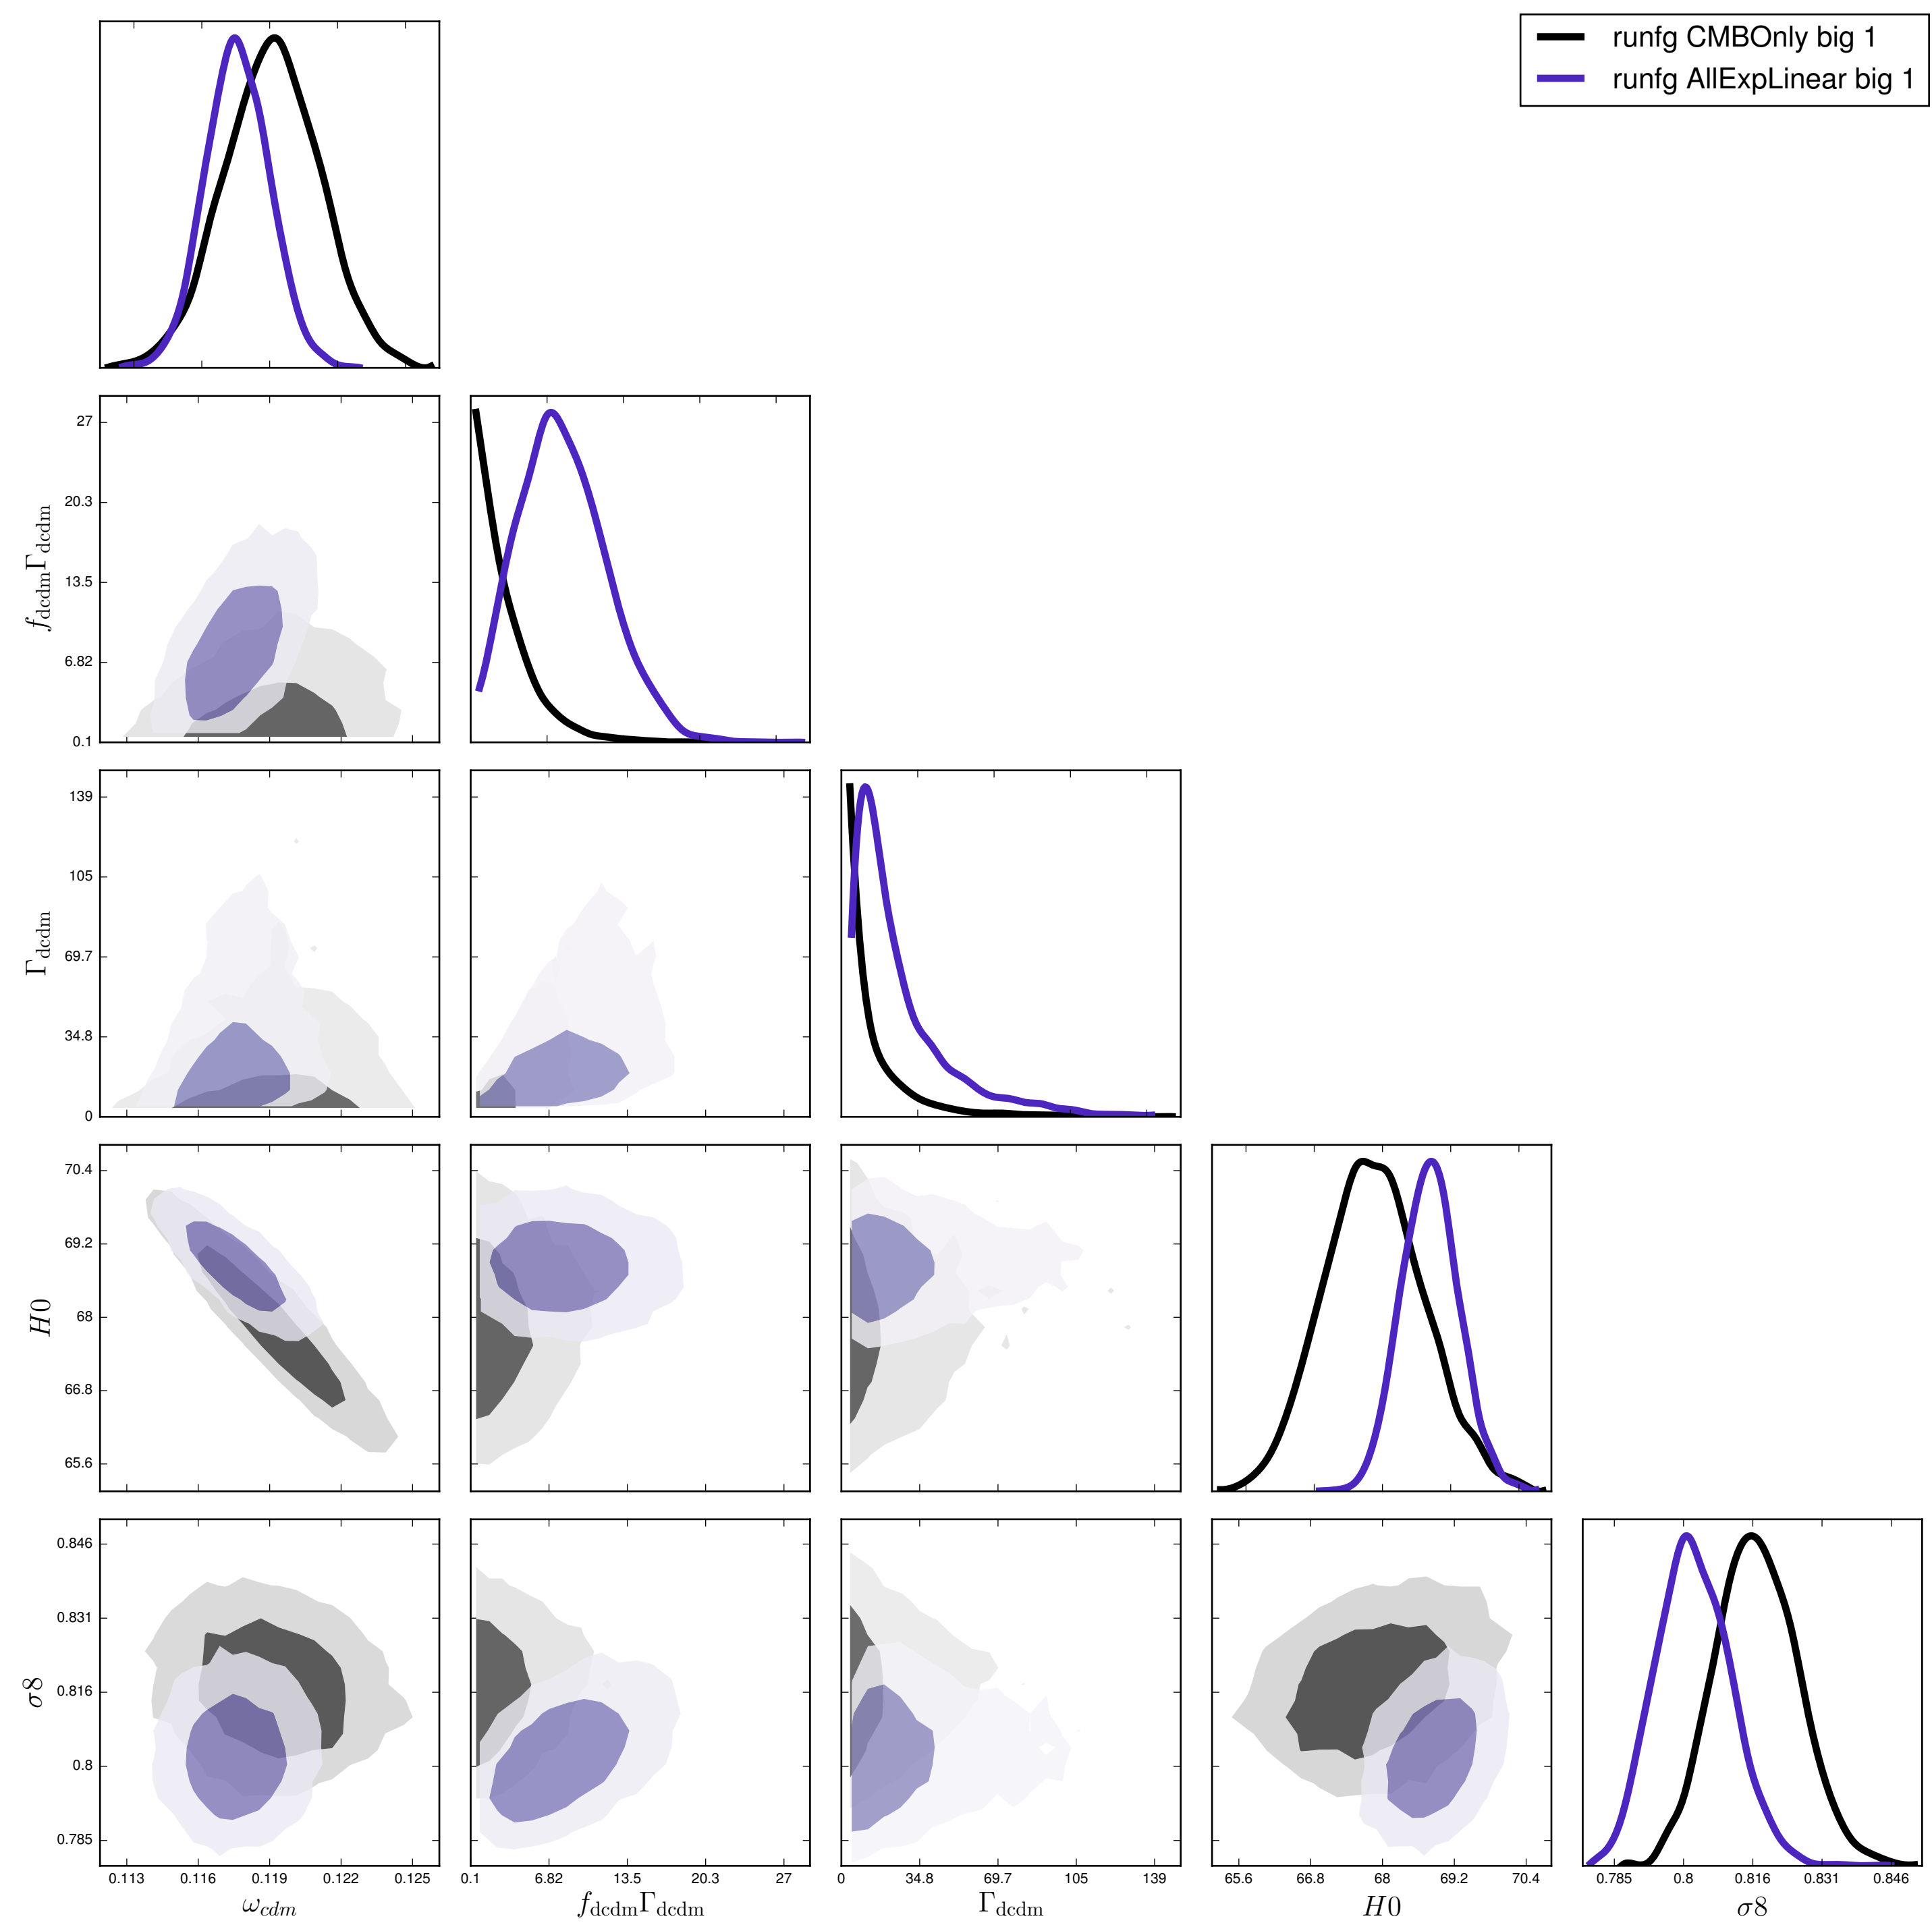 runfg CMBOnly big 1
runfg AllExpLinear big 1
27
20.3
13.5
6.82
0.1
f_dcdm Γ_dcdm
139
105
69.7
34.8
0
Γ_dcdm
70.4
69.2
68
66.8
65.6
H0
0.846
0.831
0.816
0.8
0.785
σ8
0.113 0.116 0.119 0.122 0.125
0.1 6.82 13.5 20.3 27
0 34.8 69.7 105 139
65.6 66.8 68 69.2 70.4
0.785 0.8 0.816 0.831 0.846
ω_cdm
f_dcdm Γ_dcdm
Γ_dcdm
H0
σ8